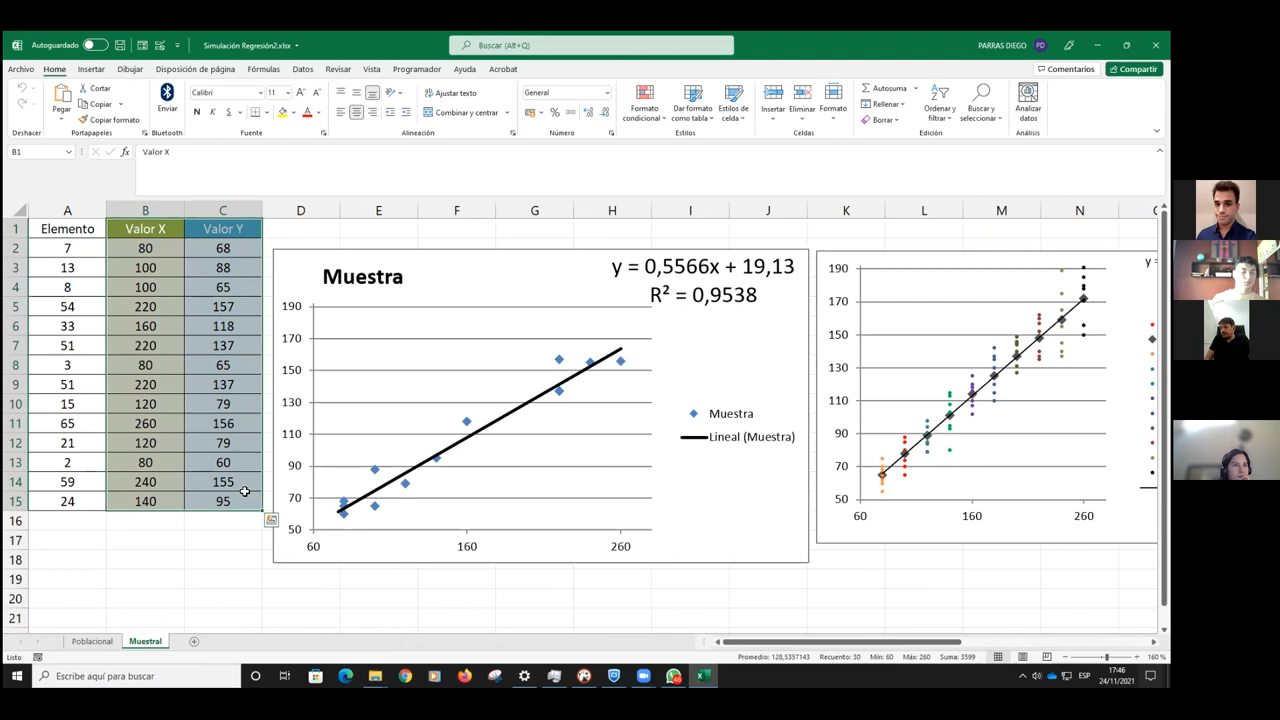 Autoguardado
Simulación Regresión2.xlsx
Buscar (Alt+Q)
PARRAS DIEGO
PD
Archivo Home Insertar Dibujar Disposición de página Fórmulas Datos Revisar Vista Programador Ayuda Acrobat
Comentarios
Compartir
Deshacer
Pegar
Cortar
Copiar
Copiar formato
Portapapeles
Enviar
Bluetooth
Calibri 11
N K S
Fuente
Ajustar texto
Combinar y centrar
Alineación
General
% 000
Número
Formato condicional
Dar formato como tabla
Estilos de celda
Estilos
Insertar Eliminar Formato
Celdas
Autosuma
Rellenar
Borrar
Ordenar y filtrar
Buscar y seleccionar
Edición
Analizar datos
Análisis
B1 fx Valor X
A B C D E F G H I J K L M N
1 Elemento Valor X Valor Y
2 7 80 68
3 13 100 88
4 8 100 65
5 54 220 157
6 33 160 118
7 51 220 137
8 3 80 65
9 51 220 137
10 15 120 79
11 65 260 156
12 21 120 79
13 2 80 60
14 59 240 155
15 24 140 95
16
17
18
19
20
21
Muestra
y = 0,5566x + 19,13
R² = 0,9538
190
170
150
130
110
90
70
50
60 160 260
Muestra
Lineal (Muestra)
190
170
150
130
110
90
70
50
60 160 260
y =
Poblacional Muestral
Listo
Promedio: 128,5357143 Recuento: 30 Mín: 60 Máx: 260 Suma: 3599
160 %
Escribe aquí para buscar
ESP
17:46
24/11/2021